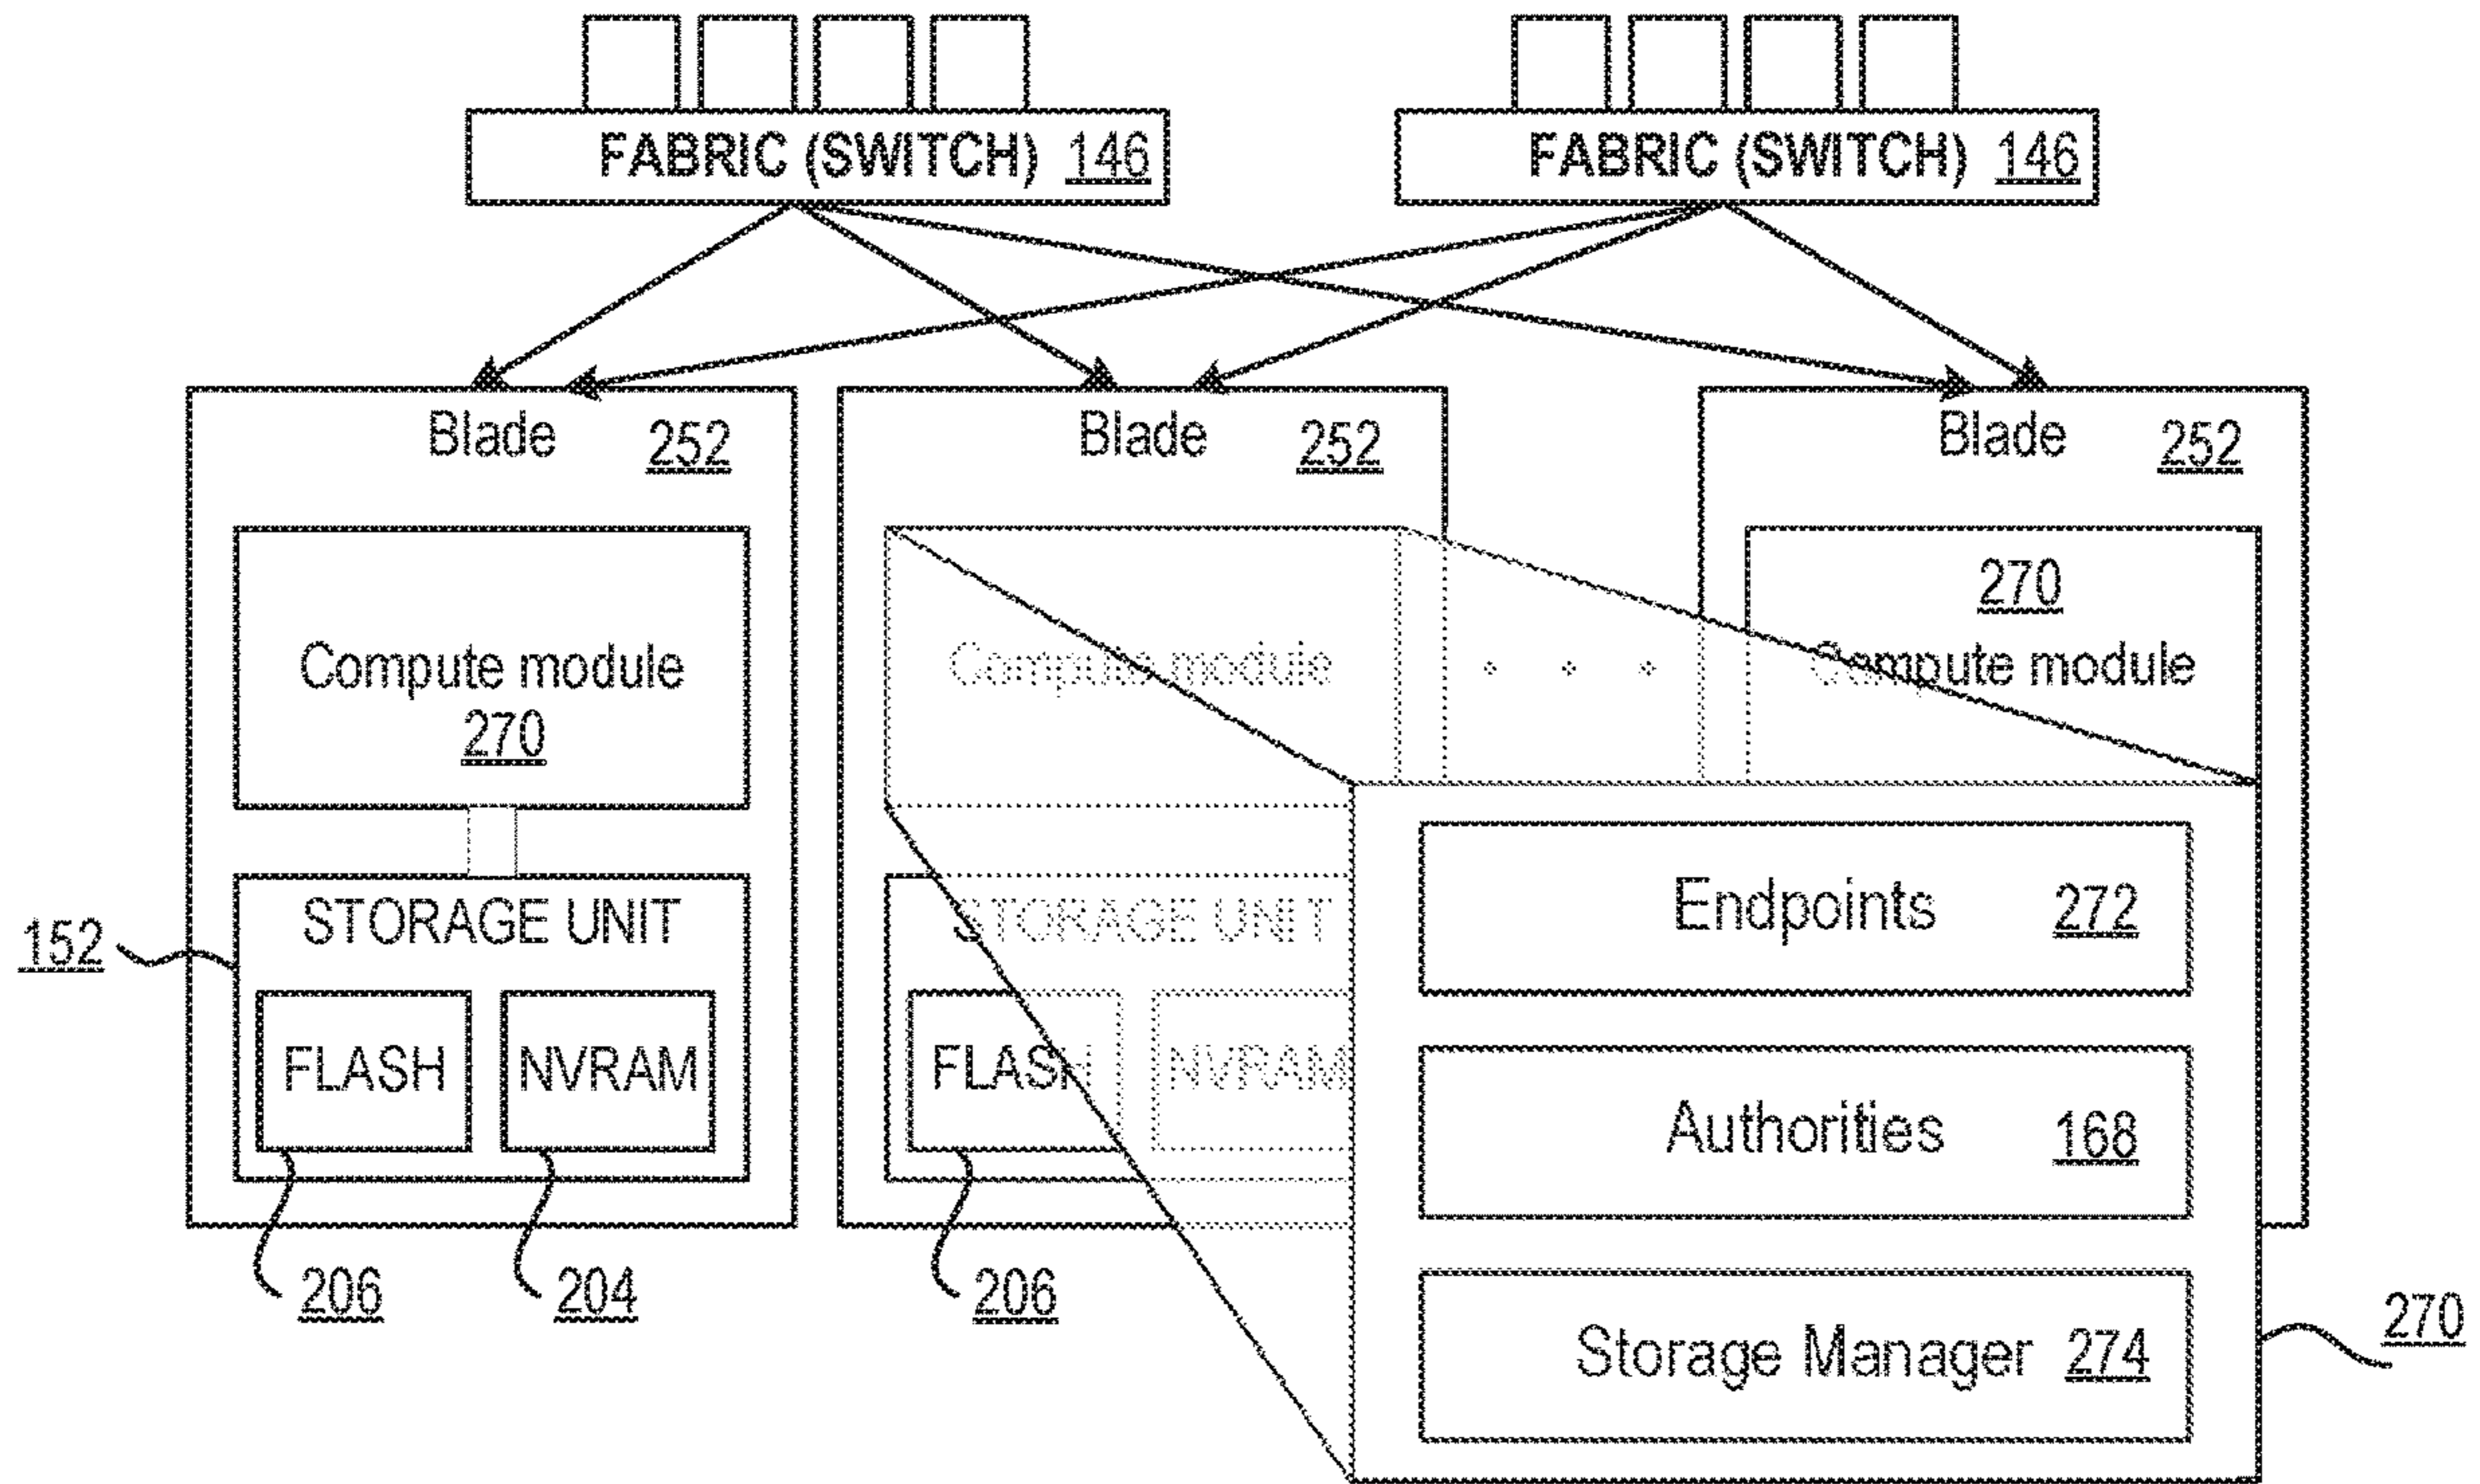 FABRIC (SWITCH) 146
FABRIC (SWITCH) 146
Blade 252
Blade 252
Blade 252
Compute module
270
Compute module
. . .
270
Compute module
152
STORAGE UNIT
FLASH
NVRAM
206
204
STORAGE UNIT
FLASH
NVRAM
206
Endpoints 272
Authorities 168
Storage Manager 274
270